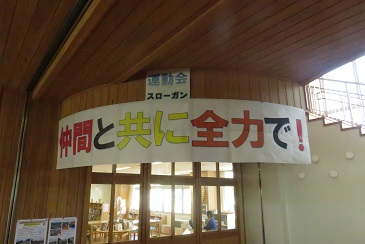 運動会
スローガン
仲間と共に全力で!